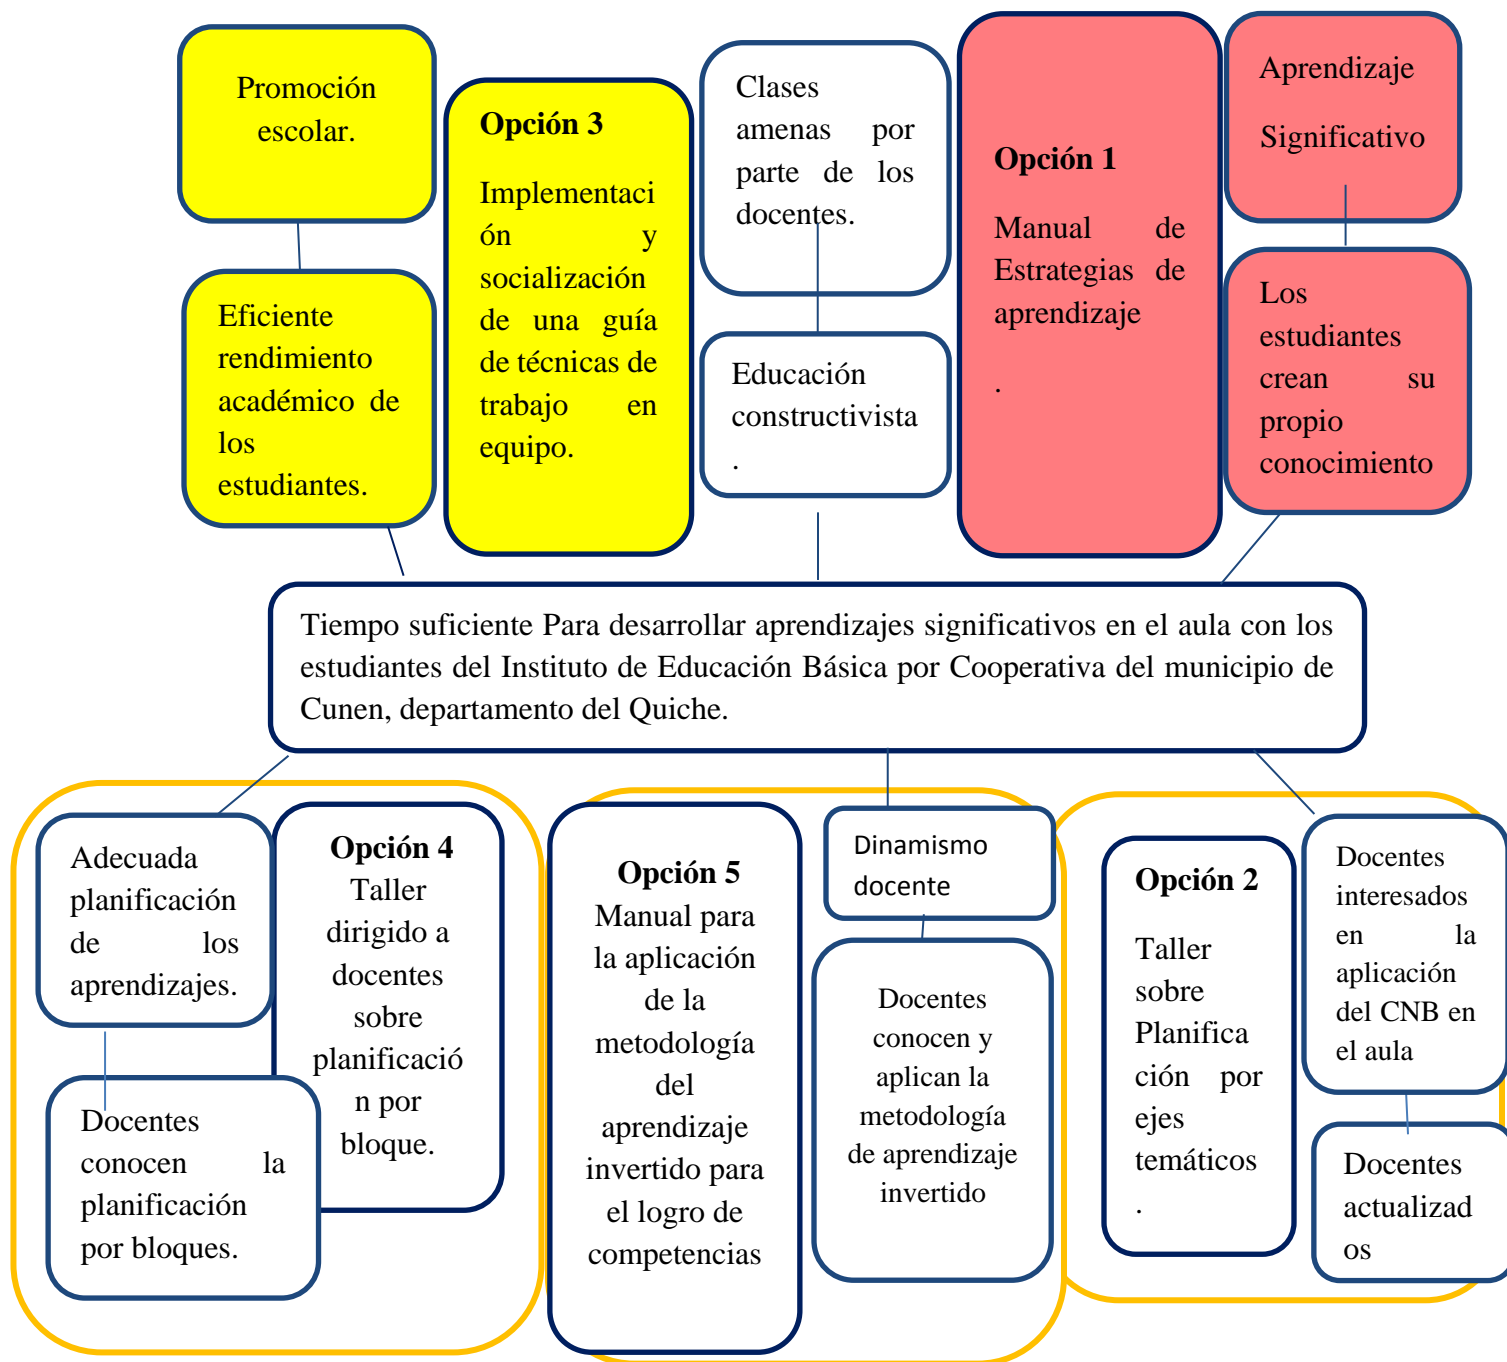 Promoción
escolar.
Eficiente
rendimiento
académico de
los
estudiantes.
Opción 3
Implementaci
ón y
socialización
de una guía
de técnicas de
trabajo en
equipo.
Clases
amenas por
parte de los
docentes.
Educación
constructivista
.
Opción 1
Manual de
Estrategias de
aprendizaje
.
Aprendizaje
Significativo
Los
estudiantes
crean su
propio
conocimiento
Tiempo suficiente Para desarrollar aprendizajes significativos en el aula con los
estudiantes del Instituto de Educación Básica por Cooperativa del municipio de
Cunen, departamento del Quiche.
Adecuada
planificación
de los
aprendizajes.
Docentes
conocen la
planificación
por bloques.
Opción 4
Taller
dirigido a
docentes
sobre
planificació
n por
bloque.
Opción 5
Manual para
la aplicación
de la
metodología
del
aprendizaje
invertido para
el logro de
competencias
Dinamismo
docente
Docentes
conocen y
aplican la
metodología
de aprendizaje
invertido
Opción 2
Taller
sobre
Planifica
ción por
ejes
temáticos
.
Docentes
interesados
en la
aplicación
del CNB en
el aula
Docentes
actualizad
os